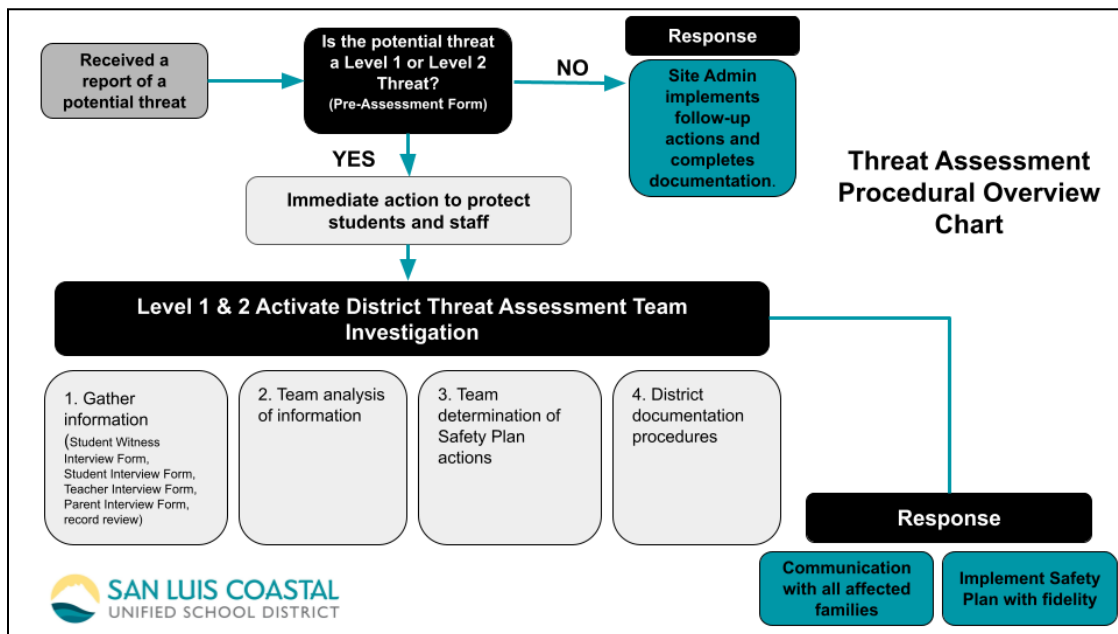 Received a
report of a
potential threat
Is the potential threat
a Level 1 or Level 2
Threat?
(Pre-Assessment Form)
NO
Response
Site Admin
implements
follow-up
actions and
completes
documentation.
Threat Assessment
Procedural Overview
Chart
YES
Immediate action to protect
students and staff
Level 1 & 2 Activate District Threat Assessment Team
Investigation
1. Gather
information
(Student Witness
Interview Form,
Student Interview Form,
Teacher Interview Form,
Parent Interview Form,
record review)
2. Team analysis
of information
3. Team
determination of
Safety Plan
actions
4. District
documentation
procedures
Response
Communication
with all affected
families
Implement Safety
Plan with fidelity
SAN LUIS COASTAL
UNIFIED SCHOOL DISTRICT